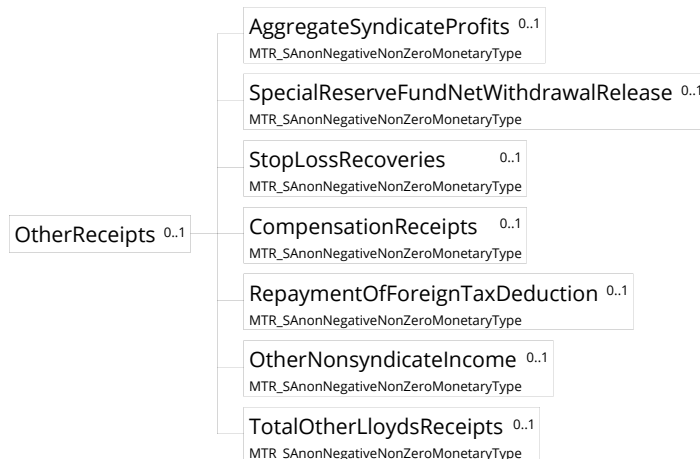 AggregateSyndicateProfits 0..1
MTR_SAnonNegativeNonZeroMonetaryType
SpecialReserveFundNetWithdrawalRelease 0..1
MTR_SAnonNegativeNonZeroMonetaryType
StopLossRecoveries 0..1
MTR_SAnonNegativeNonZeroMonetaryType
OtherReceipts 0..1
CompensationReceipts 0..1
MTR_SAnonNegativeNonZeroMonetaryType
RepaymentOfForeignTaxDeduction 0..1
MTR_SAnonNegativeNonZeroMonetaryType
OtherNonsyndicateIncome 0..1
MTR_SAnonNegativeNonZeroMonetaryType
TotalOtherLloydsReceipts 0..1
MTR_SAnonNegativeNonZeroMonetaryType